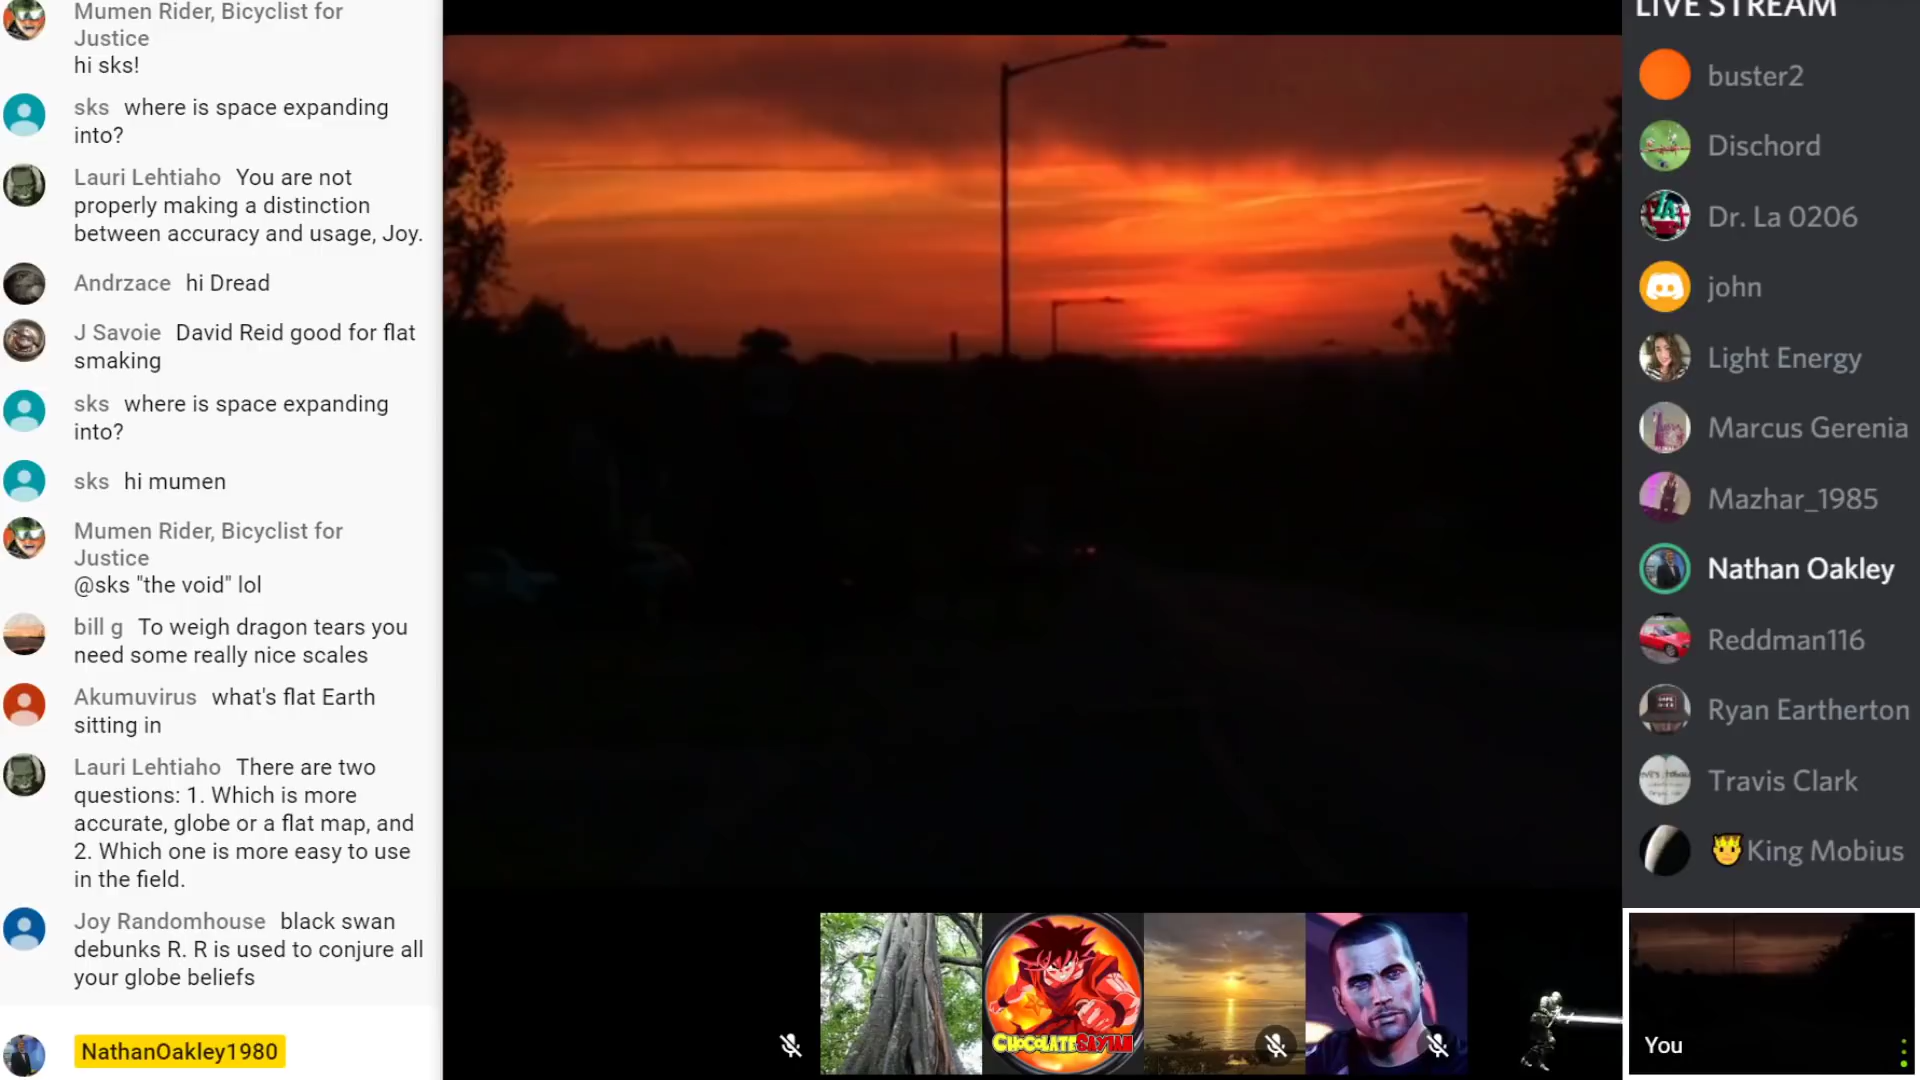 Mumen Rider, Bicyclist for
Justice
hi sks!
sks where is space expanding
into?
Lauri Lehtiaho You are not
properly making a distinction
between accuracy and usage, Joy.
Andrzace hi Dread
J Savoie David Reid good for flat
smaking
sks where is space expanding
into?
sks hi mumen
Mumen Rider, Bicyclist for
Justice
@sks "the void" lol
bill g To weigh dragon tears you
need some really nice scales
Akumuvirus what's flat Earth
sitting in
Lauri Lehtiaho There are two
questions: 1. Which is more
accurate, globe or a flat map, and
2. Which one is more easy to use
in the field.
Joy Randomhouse black swan
debunks R. R is used to conjure all
your globe beliefs
NathanOakley1980
CHOCOLATESAYIAN
LIVE STREAM
buster2
Dischord
Dr. La 0206
john
Light Energy
Marcus Gerenia
Mazhar_1985
Nathan Oakley
Reddman116
Ryan Eartherton
Travis Clark
King Mobius
You